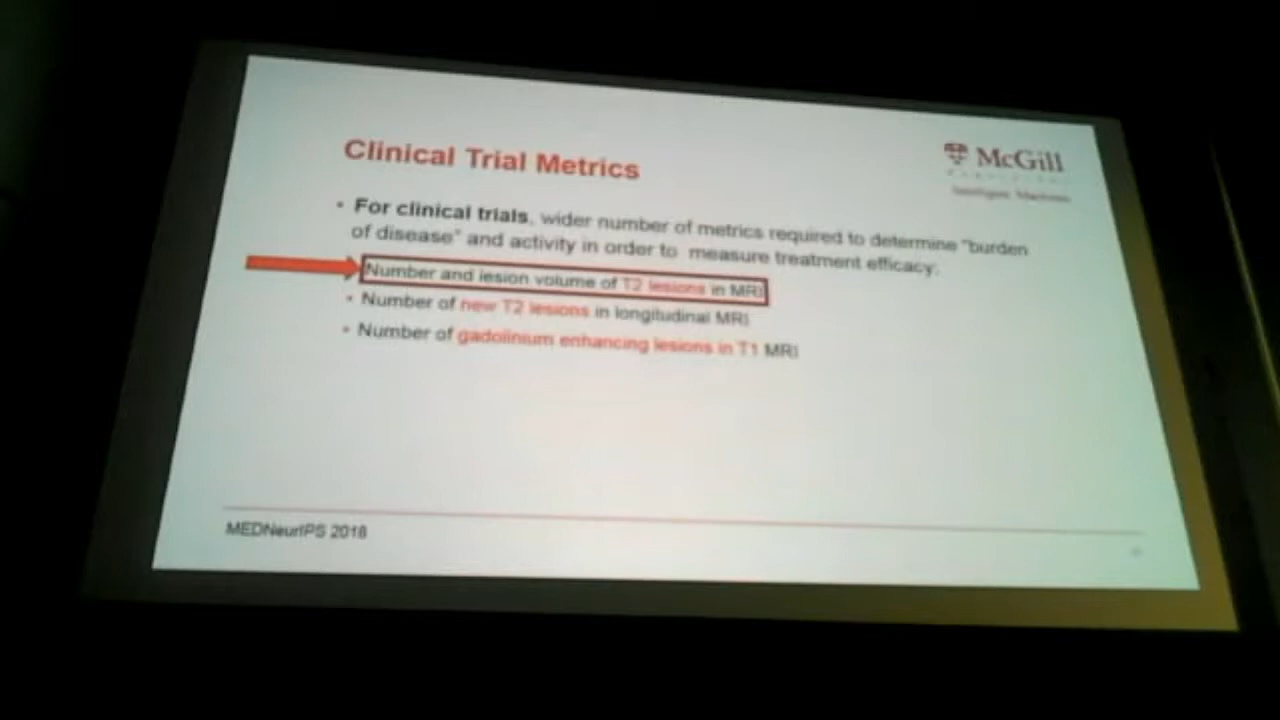 Clinical Trial Metrics
McGill
• For clinical trials, wider number of metrics required to determine "burden
of disease" and activity in order to measure treatment efficacy:
Number and lesion volume of T2 lesions in MRI
• Number of new T2 lesions in longitudinal MRI
• Number of gadolinium enhancing lesions in T1 MRI
MEDNeurIPS 2018